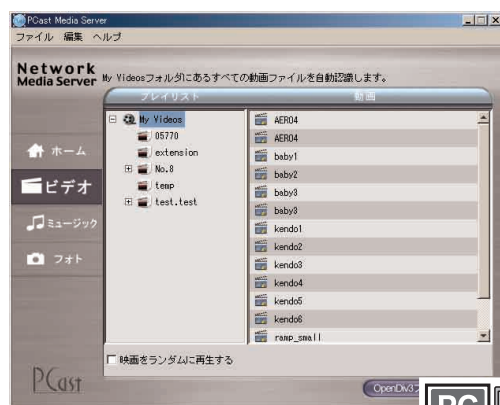 PCast Media Server
ファイル 編集 ヘルプ
Network
Media Server
My Videosフォルダにあるすべての動画ファイルを自動認識します。
プレイリスト
動画
My Videos
05770
extension
No.8
temp
test.test
ホーム
ビデオ
ミュージック
フォト
AER04
AER04
baby1
baby2
baby3
baby3
kendo1
kendo2
kendo3
kendo4
kendo5
kendo6
ramp_small
映画をランダムに再生する
PCast
PC